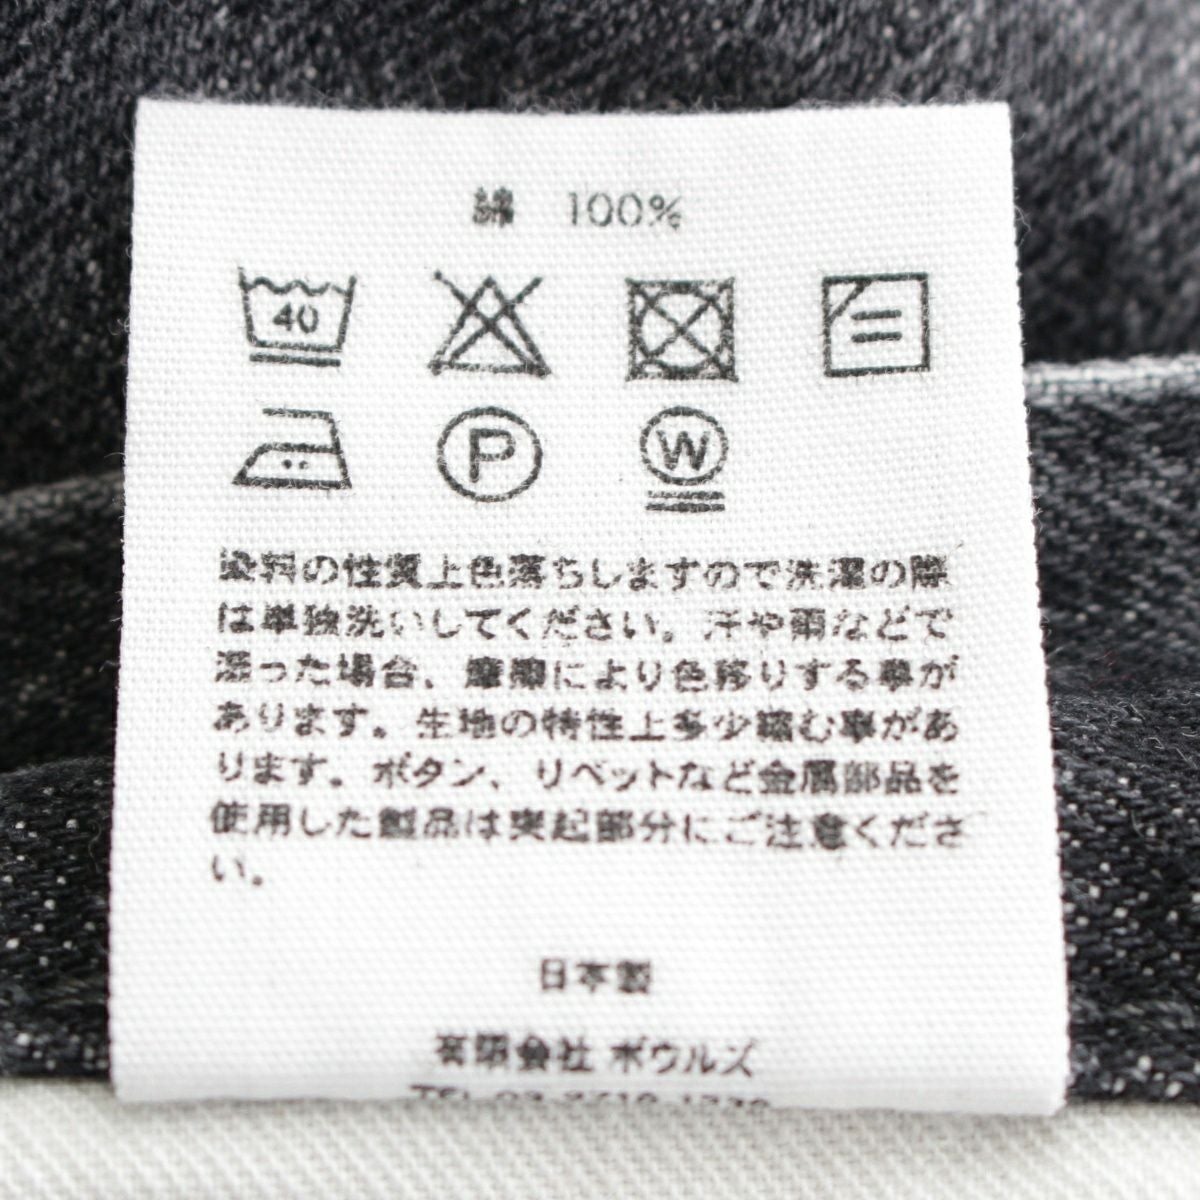 綿 100%
40
P
W
染料の性質上色落ちしますので洗濯の際
は単独洗いしてください。汗や雨などで
湿った場合、摩擦により色移りする事が
あります。生地の特性上多少縮む事があ
ります。ボタン、リベットなど金属部品を
使用した製品は突起部分にご注意くださ
い。
日本製
有限会社 ボウルズ
TEL